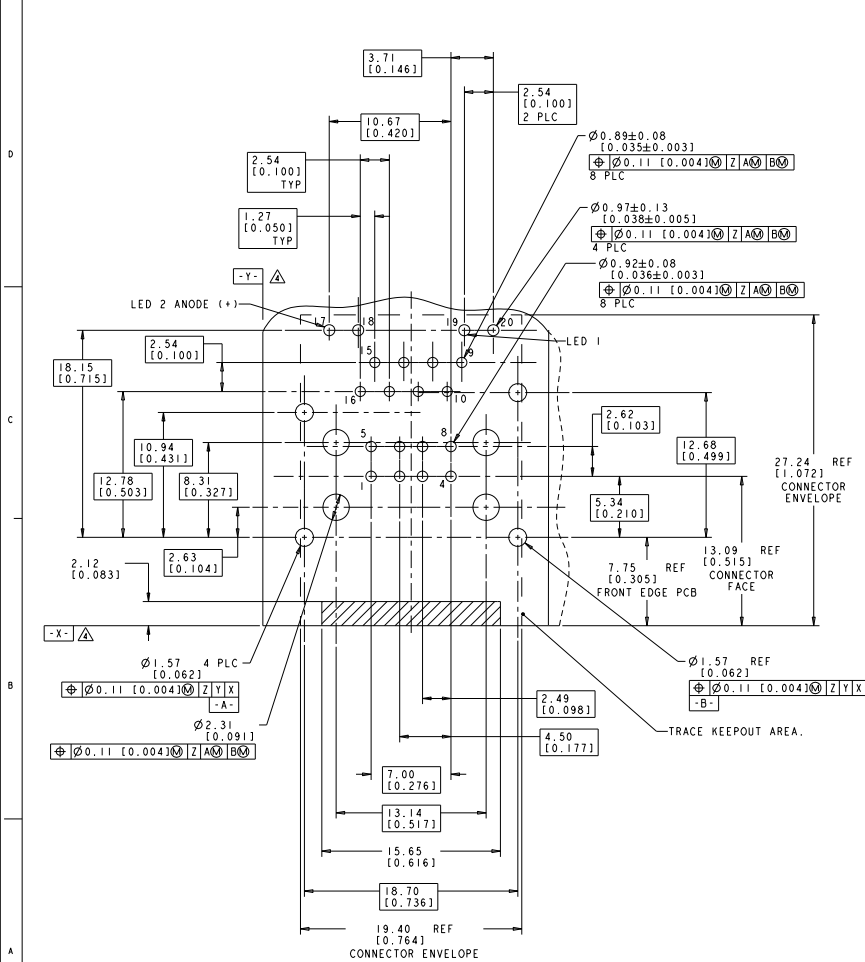 3.71
[0.146]
2.54
[0.100]
2 PLC
10.67
[0.420]
Ø0.89±0.08
[0.035±0.003]
⌖ Ø0.11 [0.004]Ⓜ Z AⓂ BⓂ
8 PLC
2.54
[0.100]
TYP
Ø0.97±0.13
[0.038±0.005]
⌖ Ø0.11 [0.004]Ⓜ Z AⓂ BⓂ
4 PLC
1.27
[0.050]
TYP
Ø0.92±0.08
[0.036±0.003]
⌖ Ø0.11 [0.004]Ⓜ Z AⓂ BⓂ
8 PLC
D
-Y- 4
LED 2 ANODE (+)
17 18 19 20
LED 1
15 9
2.54
[0.100]
18.15
[0.715]
16 10
C
10.94
[0.431]
5 8
2.62
[0.103]
12.68
[0.499]
27.24 REF
[1.072]
CONNECTOR
ENVELOPE
12.78
[0.503]
8.31
[0.327]
1 4
5.34
[0.210]
2.63
[0.104]
2.12
[0.083]
13.09 REF
[0.515]
CONNECTOR
FACE
7.75 REF
[0.305]
FRONT EDGE PCB
-X- 4
B
Ø1.57 4 PLC
[0.062]
⌖ Ø0.11 [0.004]Ⓜ Z Y X
-A-
Ø1.57 REF
[0.062]
⌖ Ø0.11 [0.004]Ⓜ Z Y X
-B-
Ø2.31
[0.091]
⌖ Ø0.11 [0.004]Ⓜ Z AⓂ BⓂ
2.49
[0.098]
TRACE KEEPOUT AREA.
4.50
[0.177]
7.00
[0.276]
13.14
[0.517]
15.65
[0.616]
18.70
[0.736]
19.40 REF
[0.764]
CONNECTOR ENVELOPE
A